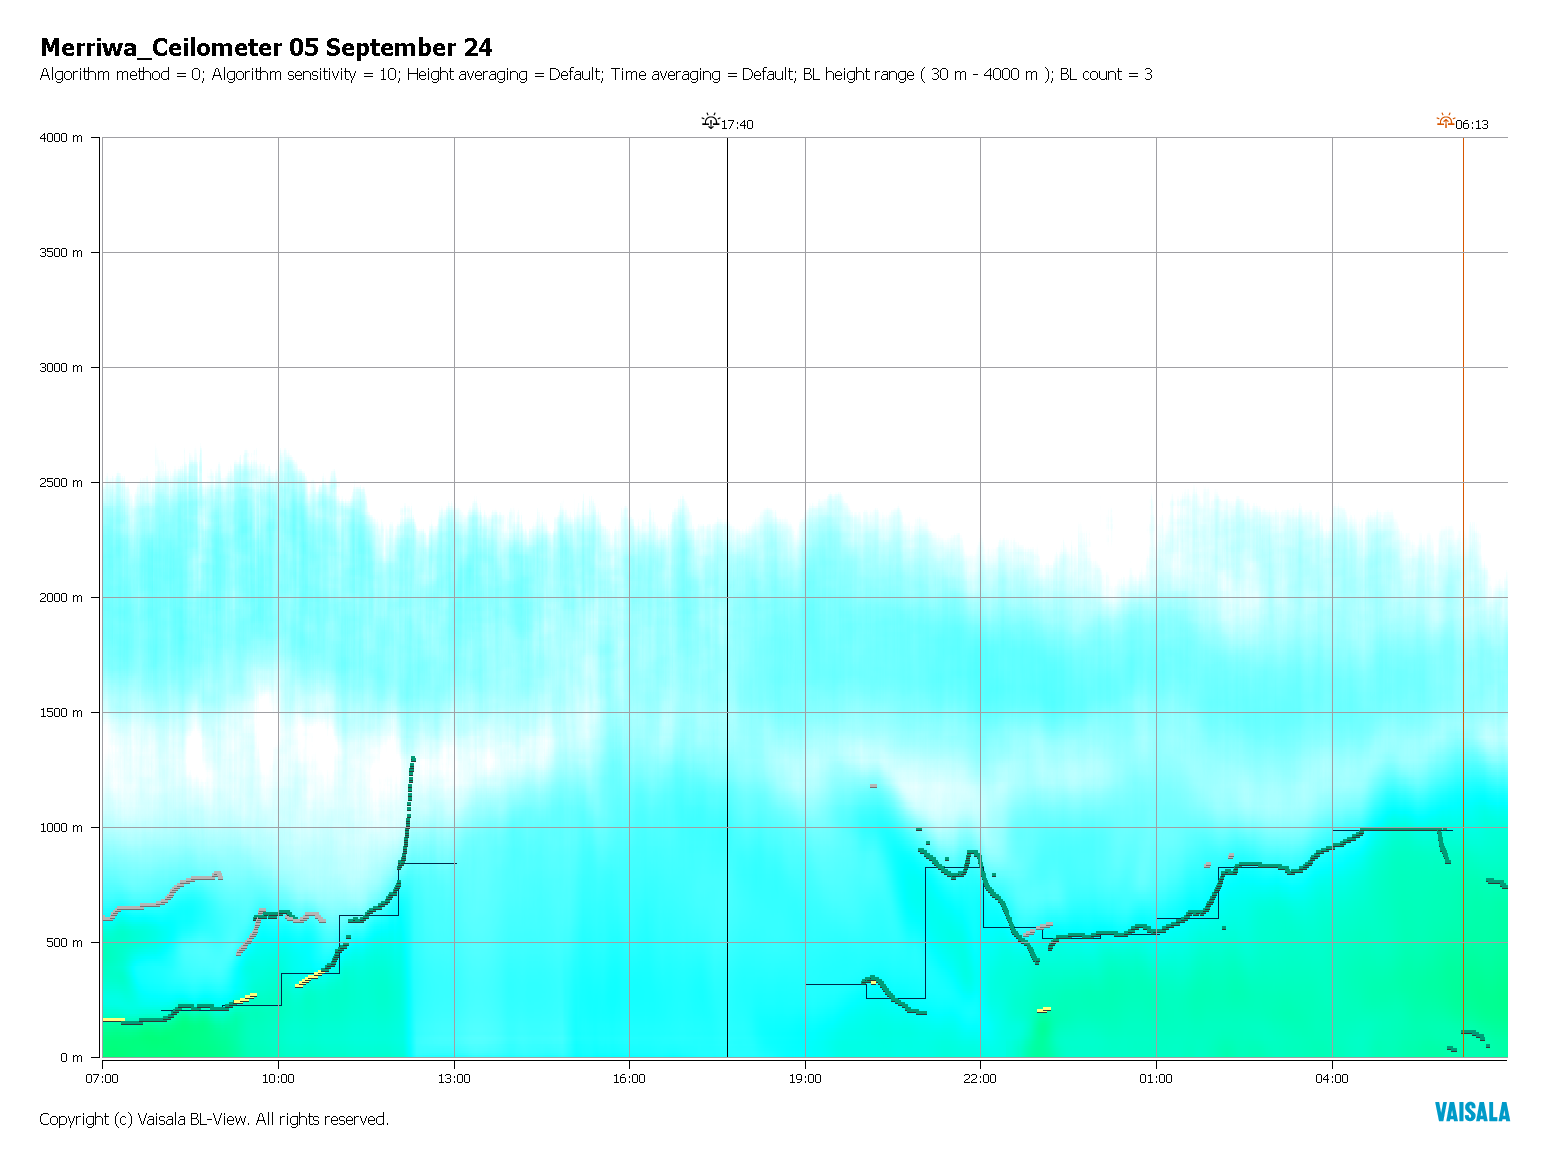 Merriwa_Ceilometer 05 September 24
Algorithm method = 0; Algorithm sensitivity = 10; Height averaging = Default; Time averaging = Default; BL height range ( 30 m - 4000 m ); BL count = 3
17:40
06:13
4000 m
3500 m
3000 m
2500 m
2000 m
1500 m
1000 m
500 m
0 m
07:00
10:00
13:00
16:00
19:00
22:00
01:00
04:00
Copyright (c) Vaisala BL-View. All rights reserved.
VAISALA